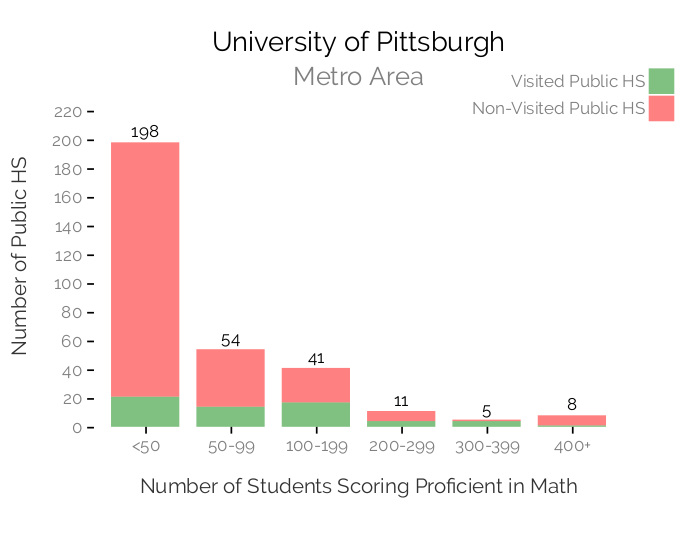 University of Pittsburgh
Metro Area
Visited Public HS
Non-Visited Public HS
Number of Public HS
220
200
180
160
140
120
100
80
60
40
20
0
198
54
41
11
5
8
<50 50-99 100-199 200-299 300-399 400+
Number of Students Scoring Proficient in Math